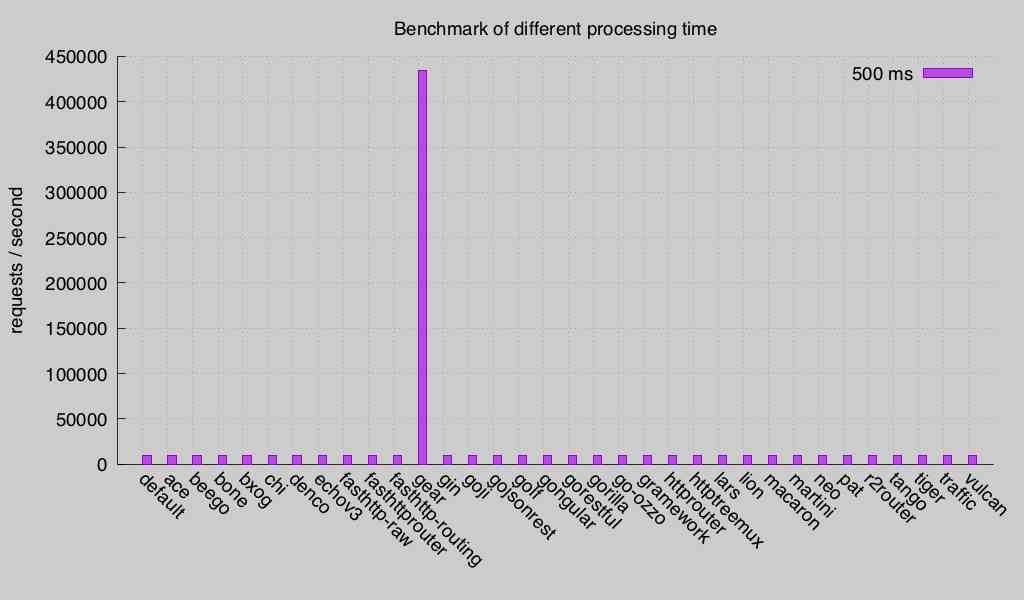 Benchmark of different processing time
500 ms
requests / second
450000
400000
350000
300000
250000
200000
150000
100000
50000
0
default
ace
beego
bone
bxog
chi
denco
echov3
fasthttp-raw
fasthttprouter
fasthttp-routing
gear
gin
goji
gojsonrest
golf
gongular
gorestful
gorilla
go-ozzo
gramework
httprouter
httptreemux
lars
lion
macaron
martini
neo
pat
r2router
tango
tiger
traffic
vulcan